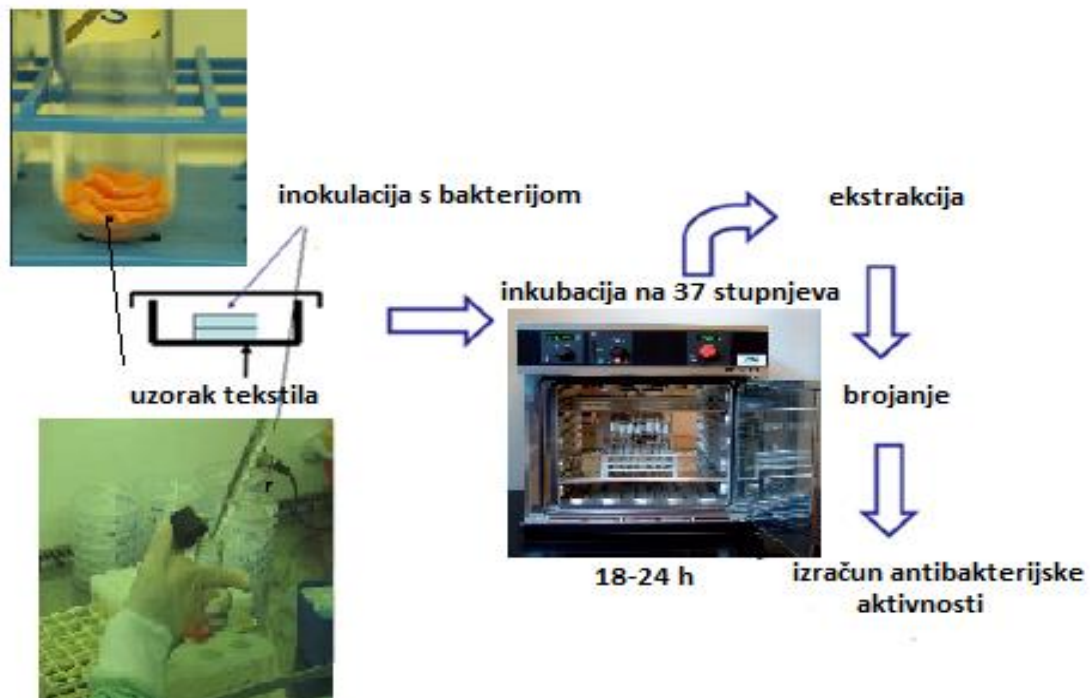 inokulacija s bakterijom
ekstrakcija
inkubacija na 37 stupnjeva
uzorak tekstila
brojanje
18-24 h
izračun antibakterijske
aktivnosti